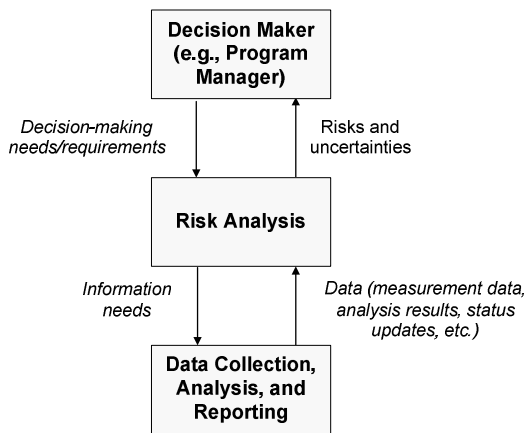 Decision Maker
(e.g., Program
Manager)
Decision-making
needs/requirements
Risks and
uncertainties
Risk Analysis
Information
needs
Data (measurement data,
analysis results, status
updates, etc.)
Data Collection,
Analysis, and
Reporting